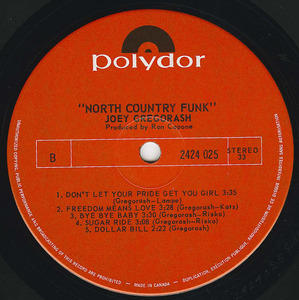 polydor
"NORTH COUNTRY FUNK"
JOEY GREGORASH
Produced by Ron Capone
B
2424 025
STEREO
33
1. DON'T LET YOUR PRIDE GET YOU GIRL 3:35
(Gregorash-Lampe)
2. FREEDOM MEANS LOVE 3:28 (Gregorash-Katz)
3. BYE BYE BABY 3:30 (Gregorash-Risko)
4. SUGAR RIDE 3:08 (Gregorash-Risko)
5. DOLLAR BILL 2:22 (Gregorash)
MADE IN CANADA